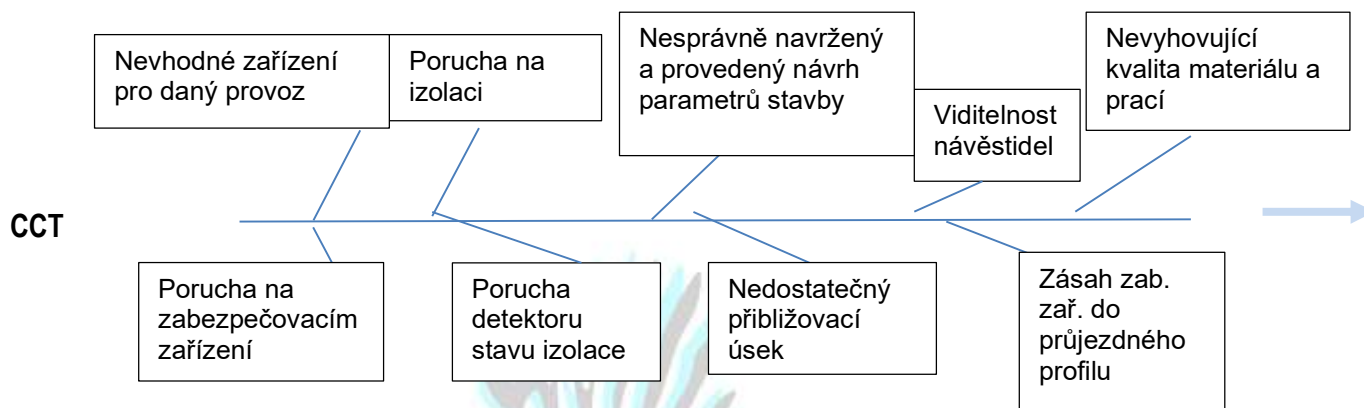 Nevhodné zařízení
pro daný provoz
Porucha na
izolaci
Nesprávně navržený
a provedený návrh
parametrů stavby
Viditelnost
návěstidel
Nevyhovující
kvalita materiálu a
prací
CCT
Porucha na
zabezpečovacím
zařízení
Porucha
detektoru
stavu izolace
Nedostatečný
přibližovací
úsek
Zásah zab.
zař. do
průjezdného
profilu